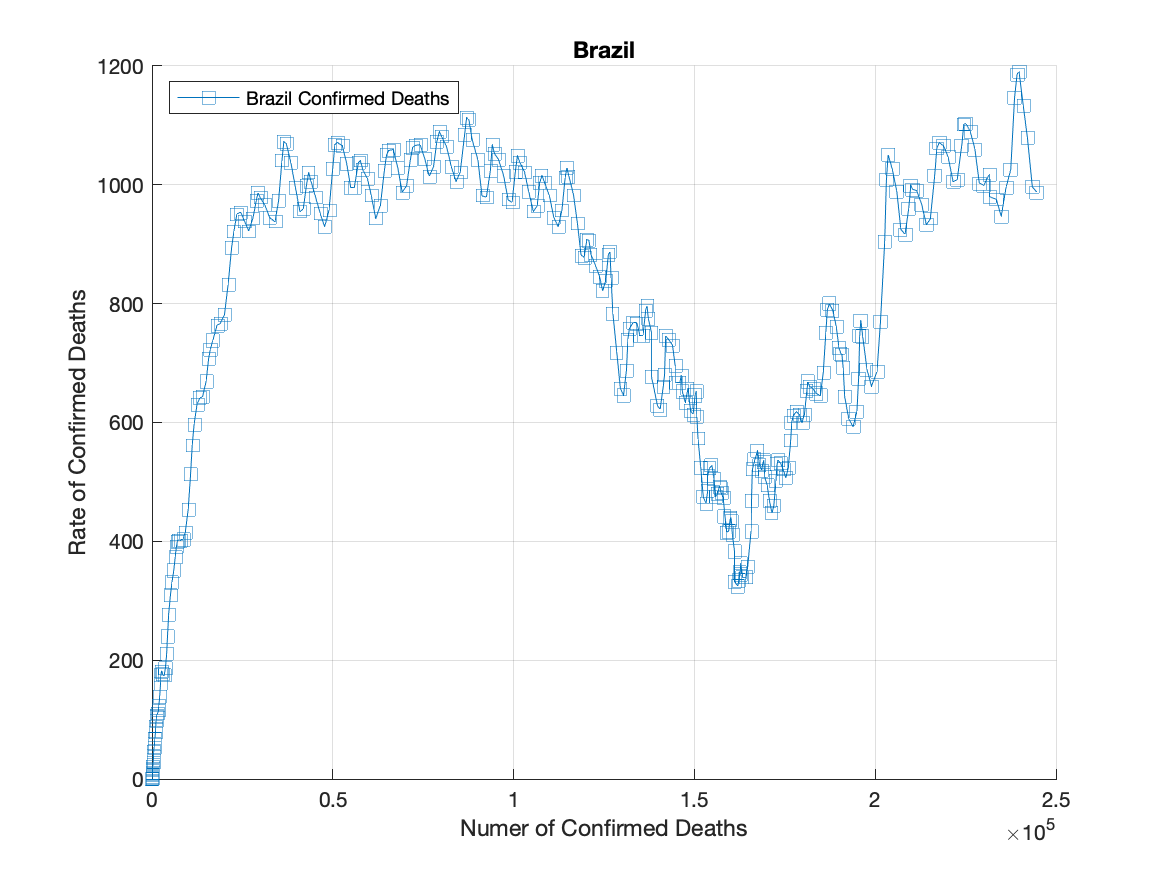 Brazil
Brazil Confirmed Deaths
1200
1000
800
600
400
200
0
Rate of Confirmed Deaths
0 0.5 1 1.5 2 2.5
×10^5
Numer of Confirmed Deaths